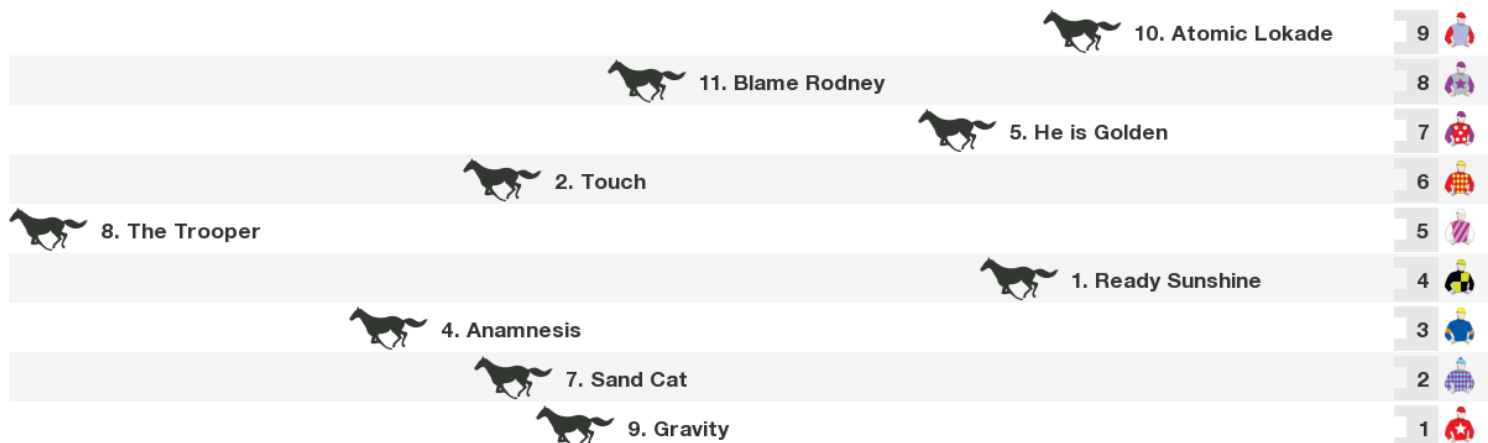 10. Atomic Lokade 9
11. Blame Rodney 8
5. He is Golden 7
2. Touch 6
8. The Trooper 5
1. Ready Sunshine 4
4. Anamnesis 3
7. Sand Cat 2
9. Gravity 1